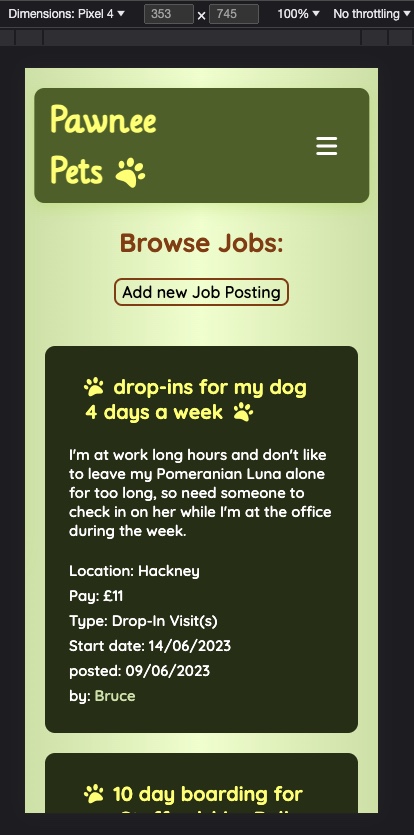 Dimensions: Pixel 4 353 x 745 100% No throttling
Pawnee
Pets
Browse Jobs:
Add new Job Posting
drop-ins for my dog
4 days a week
I'm at work long hours and don't like
to leave my Pomeranian Luna alone
for too long, so need someone to
check in on her while I'm at the office
during the week.
Location: Hackney
Pay: £11
Type: Drop-In Visit(s)
Start date: 14/06/2023
posted: 09/06/2023
by: Bruce
10 day boarding for